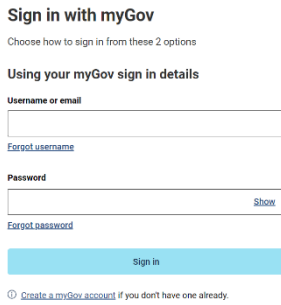 Sign in with myGov
Choose how to sign in from these 2 options
Using your myGov sign in details
Username or email
Forgot username
Password
Show
Forgot password
Sign in
Create a myGov account if you don't have one already.